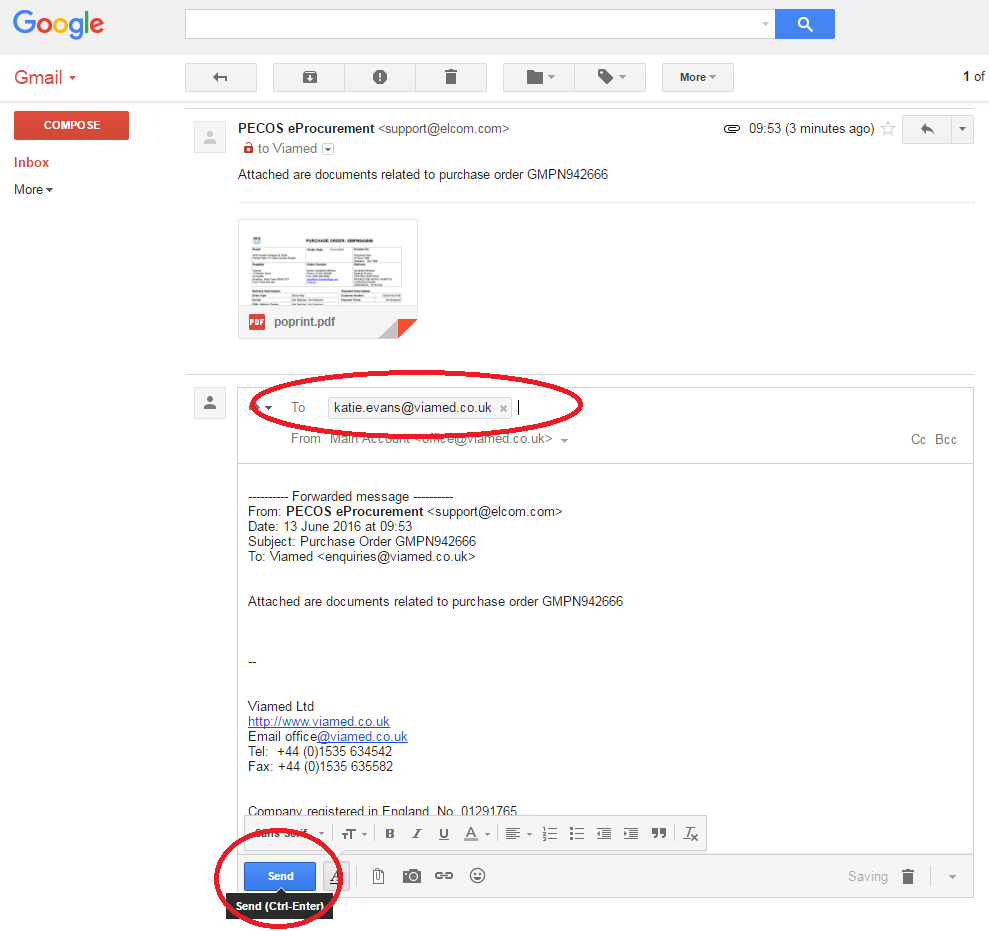 Google
Gmail
More
1 of
COMPOSE
Inbox
More
PECOS eProcurement <support@elcom.com>
09:53 (3 minutes ago)
to Viamed
Attached are documents related to purchase order GMPN942666
PURCHASE ORDER: GMPN942666
PDF poprint.pdf
To katie.evans@viamed.co.uk ×
From Main Account <office@viamed.co.uk>
Cc Bcc
---------- Forwarded message ----------
From: PECOS eProcurement <support@elcom.com>
Date: 13 June 2016 at 09:53
Subject: Purchase Order GMPN942666
To: Viamed <enquiries@viamed.co.uk>
Attached are documents related to purchase order GMPN942666
--
Viamed Ltd
http://www.viamed.co.uk
Email office@viamed.co.uk
Tel: +44 (0)1535 634542
Fax: +44 (0)1535 635582
Company registered in England. No. 01291765
Sans Serif
Send
Saving
Send (Ctrl-Enter)